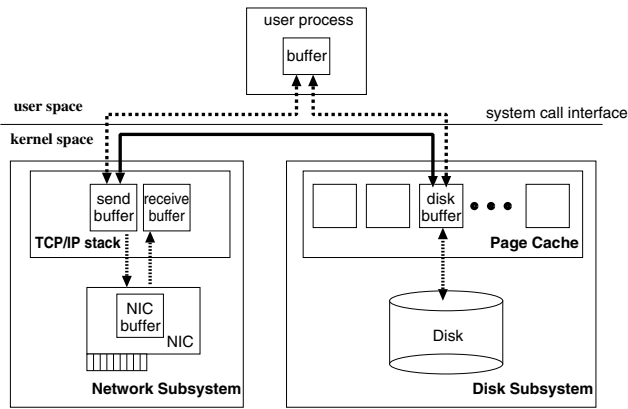 user process
buffer
user space
system call interface
kernel space
send
buffer
receive
buffer
TCP/IP stack
disk
buffer
Page Cache
NIC
buffer
NIC
Disk
Network Subsystem
Disk Subsystem